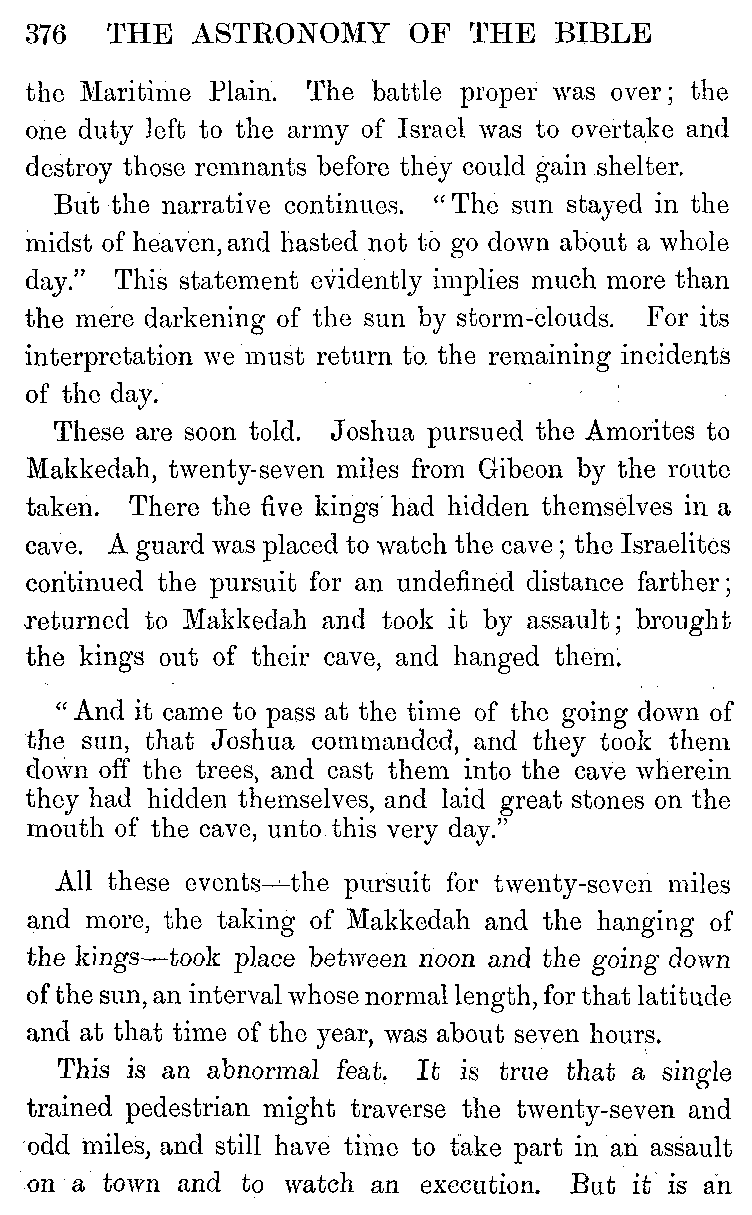 376 THE ASTRONOMY OF THE BIBLE
the Maritime Plain. The battle proper was over; the
one duty left to the army of Israel was to overtake and
destroy those remnants before they could gain shelter.
But the narrative continues. “The sun stayed in the
midst of heaven, and hasted not to go down about a whole
day.” This statement evidently implies much more than
the mere darkening of the sun by storm-clouds. For its
interpretation we must return to the remaining incidents
of the day.
These are soon told. Joshua pursued the Amorites to
Makkedah, twenty-seven miles from Gibeon by the route
taken. There the five kings had hidden themselves in a
cave. A guard was placed to watch the cave; the Israelites
continued the pursuit for an undefined distance farther;
returned to Makkedah and took it by assault; brought
the kings out of their cave, and hanged them.
“And it came to pass at the time of the going down of
the sun, that Joshua commanded, and they took them
down off the trees, and cast them into the cave wherein
they had hidden themselves, and laid great stones on the
mouth of the cave, unto this very day.”
All these events—the pursuit for twenty-seven miles
and more, the taking of Makkedah and the hanging of
the kings—took place between noon and the going down
of the sun, an interval whose normal length, for that latitude
and at that time of the year, was about seven hours.
This is an abnormal feat. It is true that a single
trained pedestrian might traverse the twenty-seven and
odd miles, and still have time to take part in an assault
on a town and to watch an execution. But it is an